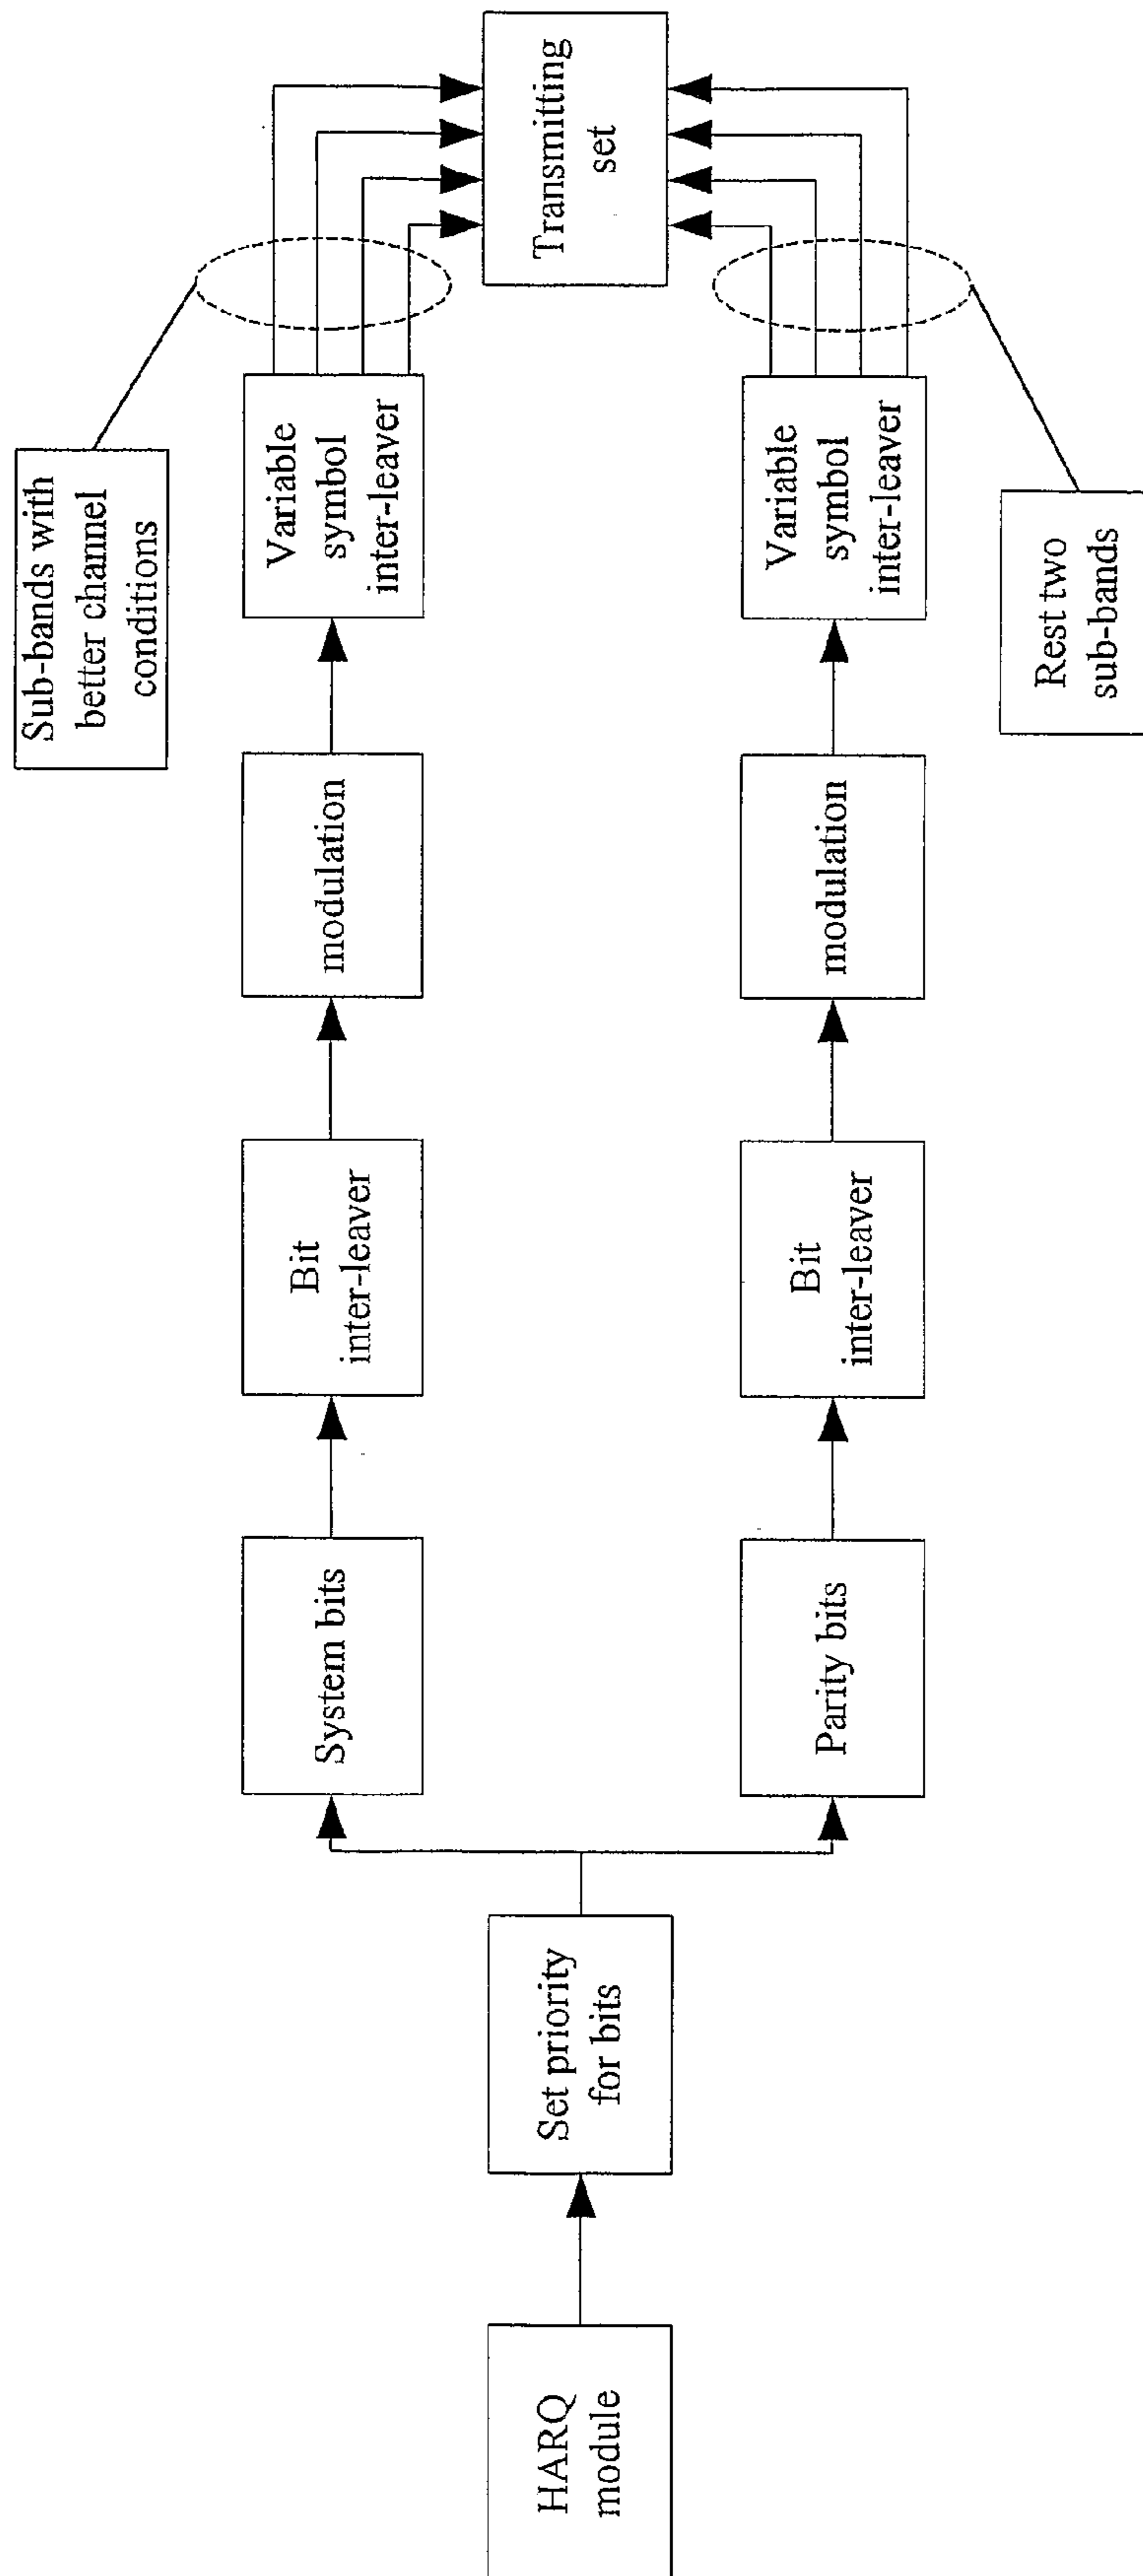 HARQ
module
Set priority
for bits
System bits
Bit
inter-leaver
modulation
Variable
symbol
inter-leaver
Sub-bands with
better channel
conditions
Parity bits
Bit
inter-leaver
modulation
Variable
symbol
inter-leaver
Rest two
sub-bands
Transmitting
set